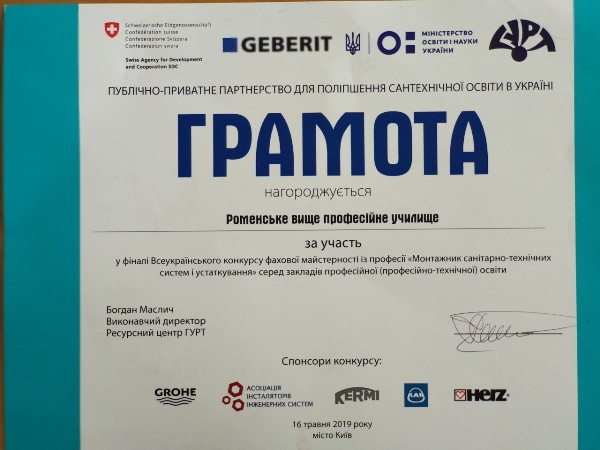 Schweizerische Eidgenossenschaft
Confédération suisse
Confederazione Svizzera
Confederaziun svizra
Swiss Agency for Development
and Cooperation SDC
GEBERIT
МІНІСТЕРСТВО
ОСВІТИ І НАУКИ
УКРАЇНИ
ГУРТ
ПУБЛІЧНО-ПРИВАТНЕ ПАРТНЕРСТВО ДЛЯ ПОЛІПШЕННЯ САНТЕХНІЧНОЇ ОСВІТИ В УКРАЇНІ
ГРАМОТА
нагороджується
Роменське вище професійне училище
за участь
у фіналі Всеукраїнського конкурсу фахової майстерності із професії «Монтажник санітарно-технічних
систем і устаткування» серед закладів професійної (професійно-технічної) освіти
Богдан Маслич
Виконавчий директор
Ресурсний центр ГУРТ
Спонсори конкурсу:
GROHE
АСОЦІАЦІЯ
ІНСТАЛЯТОРІВ
ІНЖЕНЕРНИХ СИСТЕМ
KERMI
HERZ
16 травня 2019 року
місто Київ